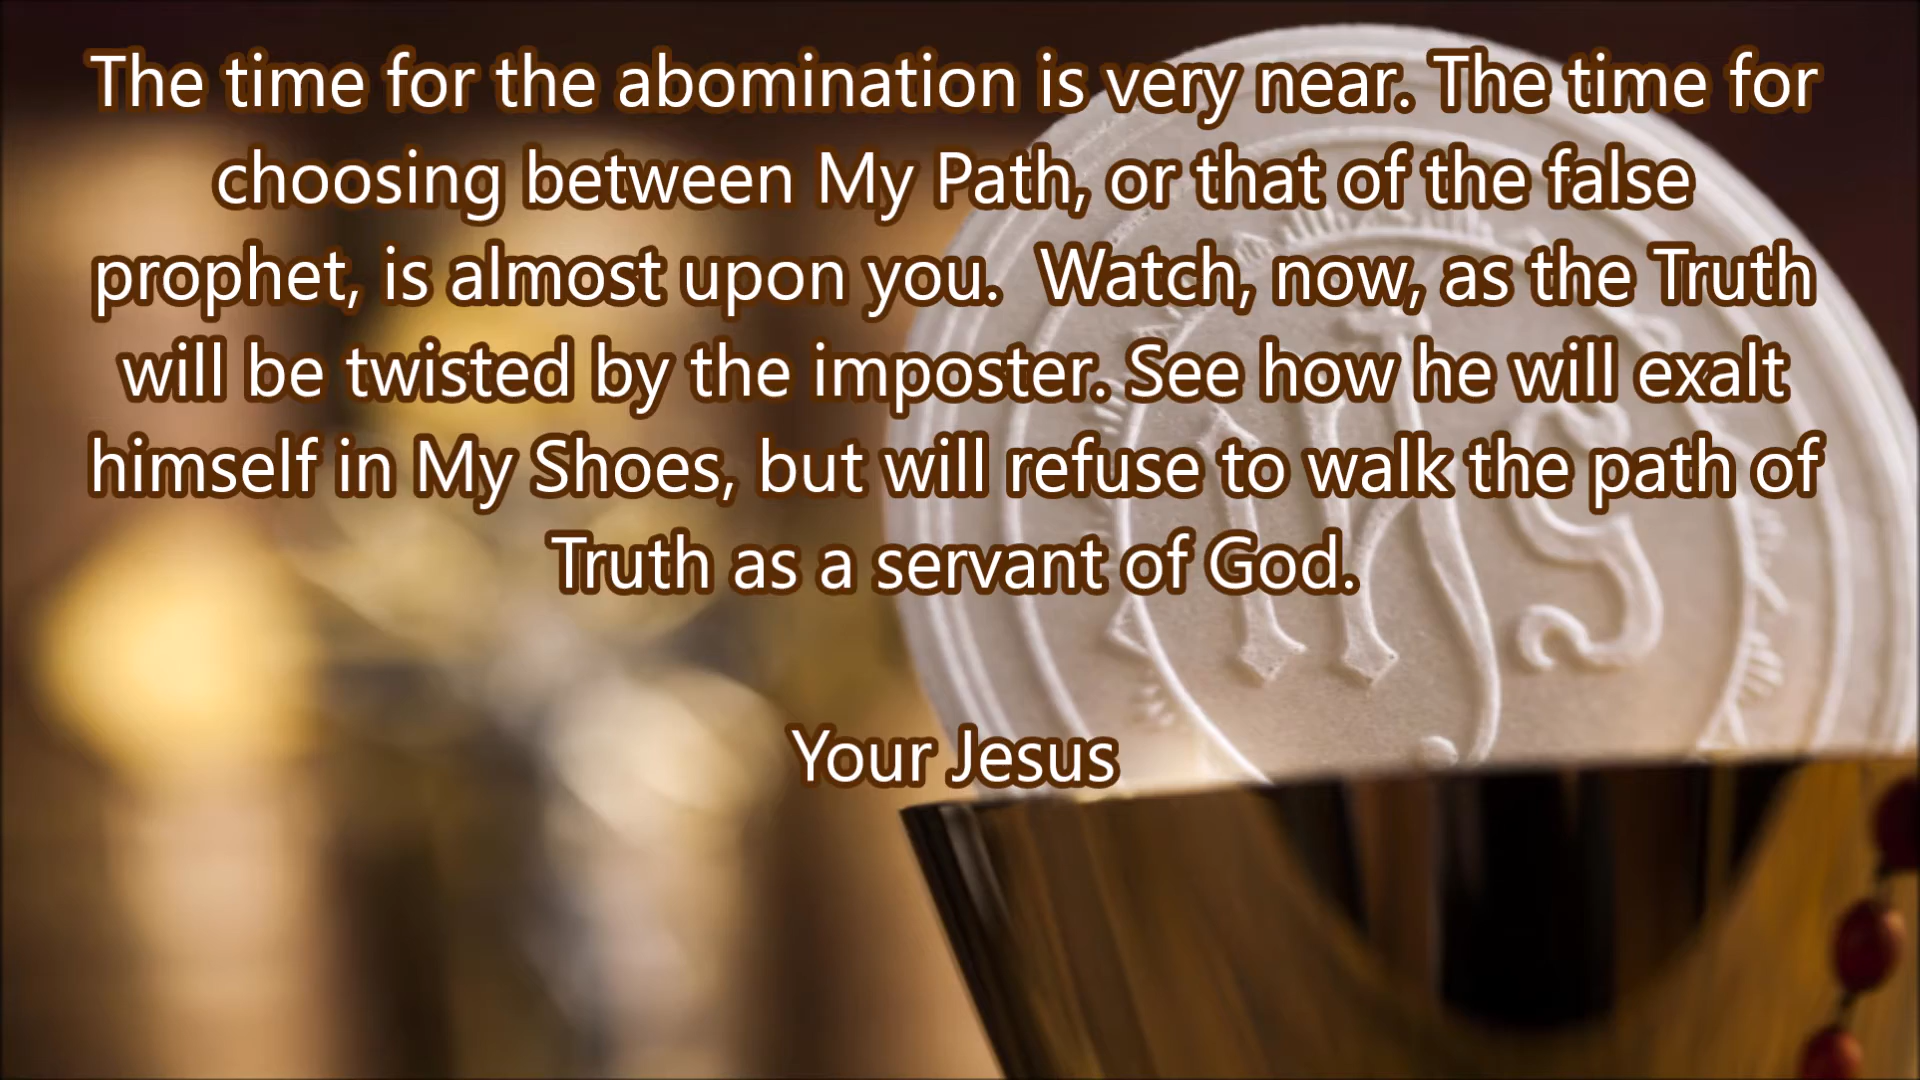 The time for the abomination is very near. The time for
choosing between My Path, or that of the false
prophet, is almost upon you.  Watch, now, as the Truth
will be twisted by the imposter. See how he will exalt
himself in My Shoes, but will refuse to walk the path of
Truth as a servant of God.
Your Jesus
IHS